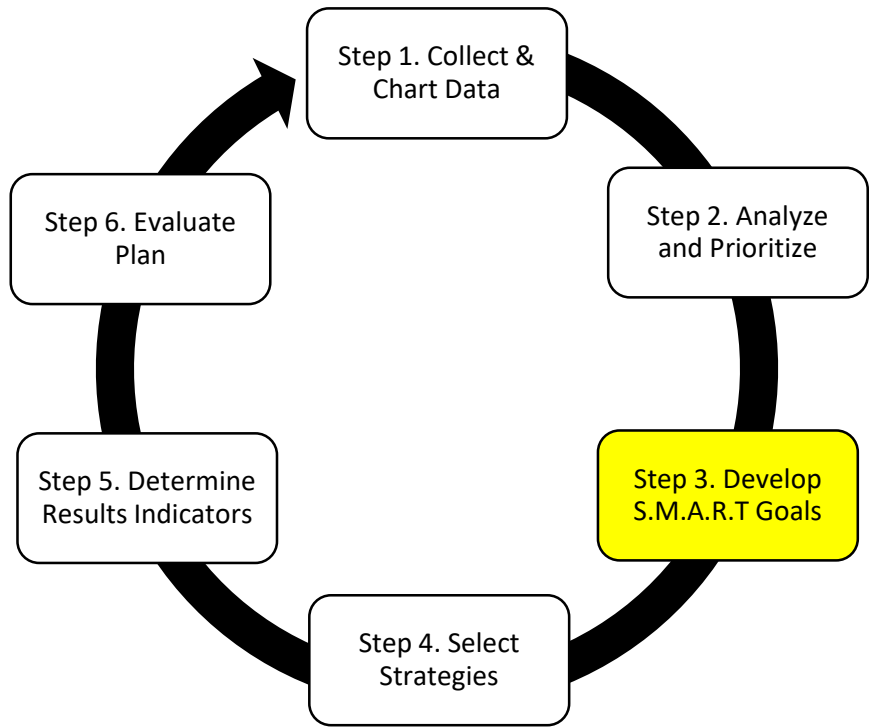 Step 1. Collect &
Chart Data
Step 2. Analyze
and Prioritize
Step 3. Develop
S.M.A.R.T Goals
Step 4. Select
Strategies
Step 5. Determine
Results Indicators
Step 6. Evaluate
Plan